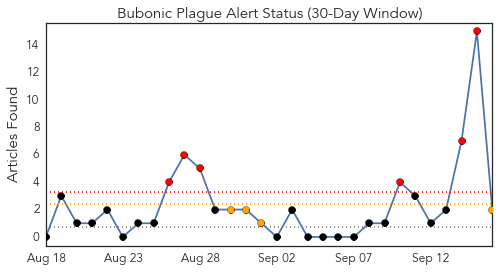 Bubonic Plague Alert Status (30-Day Window)
Articles Found
14
12
10
8
6
4
2
0
Aug 18 Aug 23 Aug 28 Sep 02 Sep 07 Sep 12